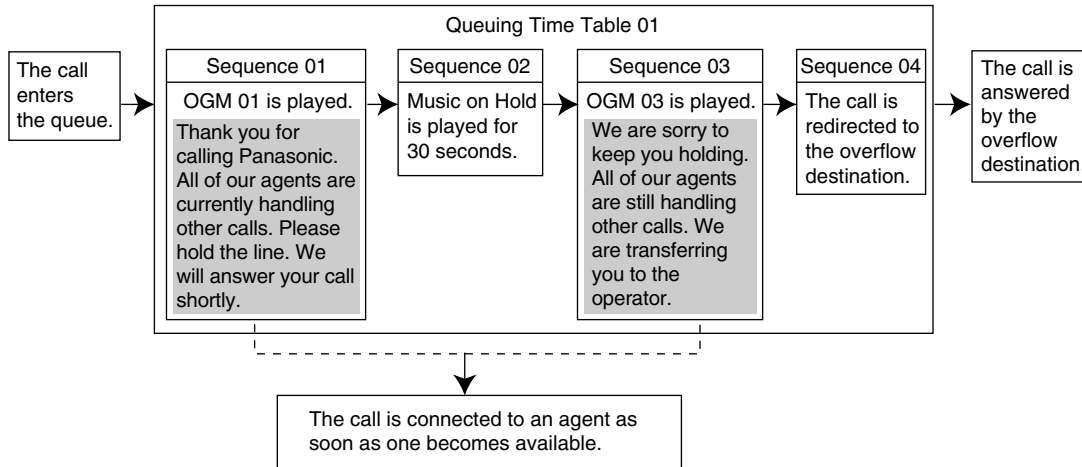 Queuing Time Table 01
The call
enters
the queue.
Sequence 01
OGM 01 is played.
Thank you for
calling Panasonic.
All of our agents are
currently handling
other calls. Please
hold the line. We
will answer your call
shortly.
Sequence 02
Music on Hold
is played for
30 seconds.
Sequence 03
OGM 03 is played.
We are sorry to
keep you holding.
All of our agents
are still handling
other calls. We
are transferring
you to the
operator.
Sequence 04
The call is
redirected to
the overflow
destination.
The call is
answered
by the
overflow
destination.
The call is connected to an agent as
soon as one becomes available.